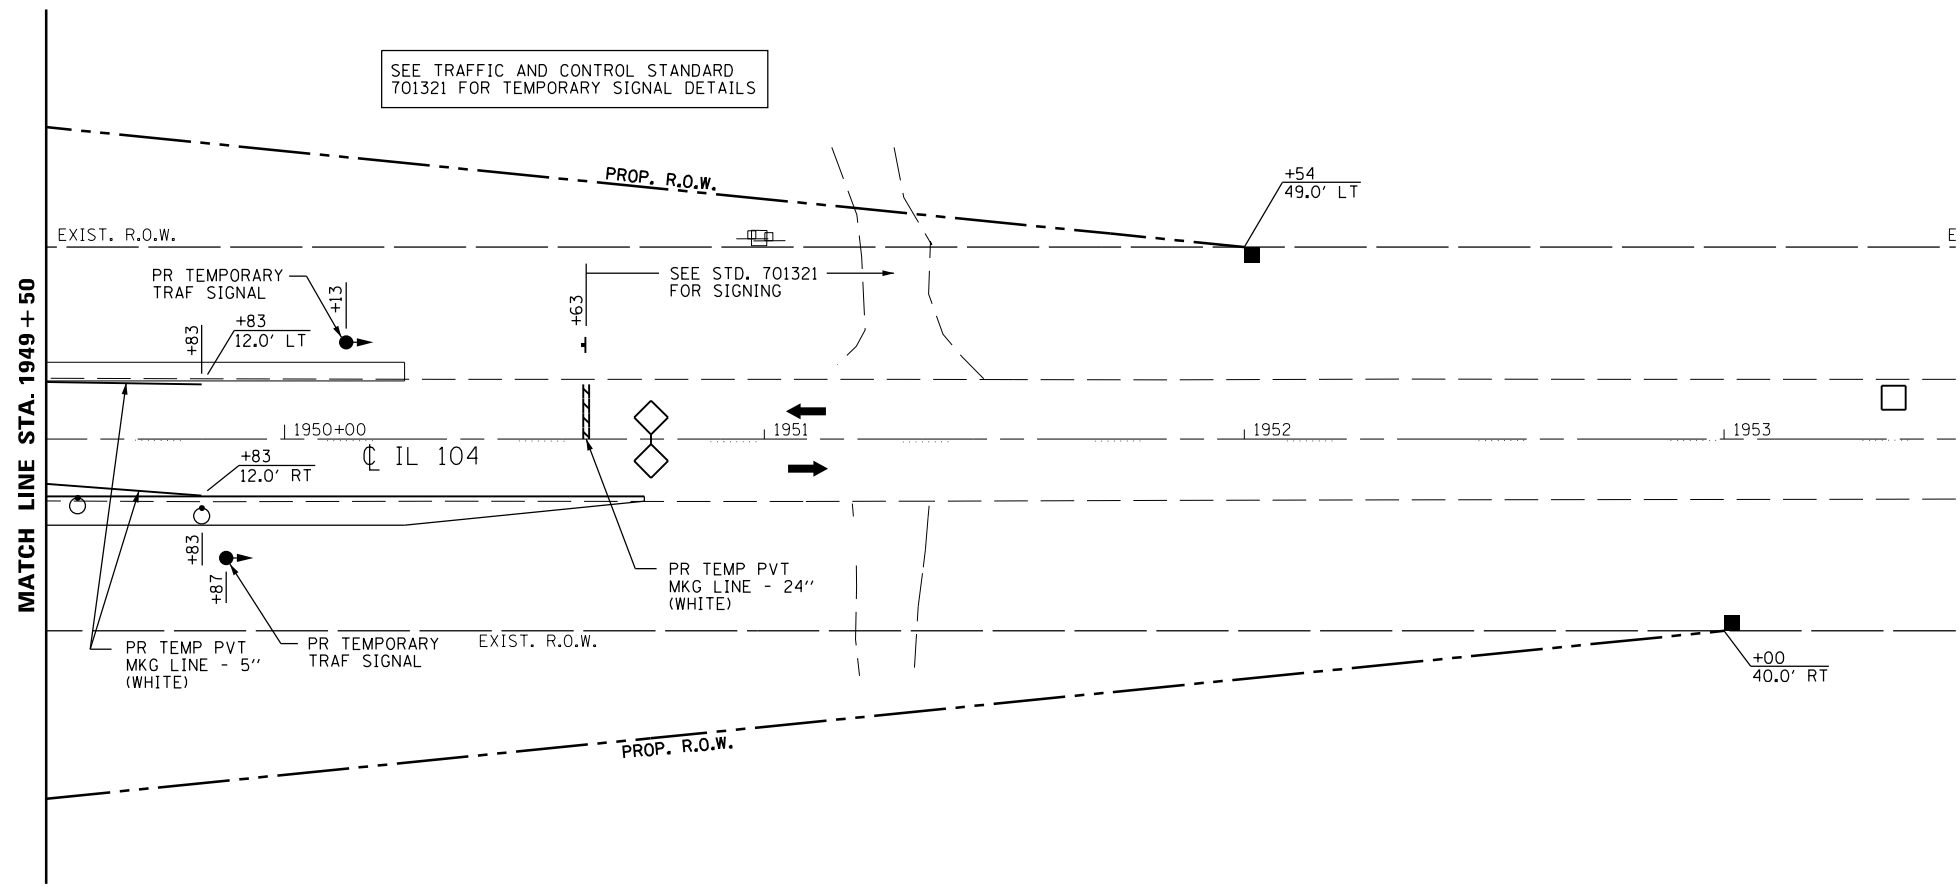 SEE TRAFFIC AND CONTROL STANDARD
701321 FOR TEMPORARY SIGNAL DETAILS
PROP. R.O.W.
+54
49.0' LT
EXIST. R.O.W.
E
PR TEMPORARY
TRAF SIGNAL
+13
SEE STD. 701321
FOR SIGNING
+63
+83
+83
12.0' LT
MATCH LINE STA. 1949+50
1950+00
1951
1952
1953
℄ IL 104
+83
12.0' RT
+83
+87
PR TEMP PVT
MKG LINE - 24''
(WHITE)
PR TEMP PVT
MKG LINE - 5''
(WHITE)
PR TEMPORARY
TRAF SIGNAL
EXIST. R.O.W.
+00
40.0' RT
PROP. R.O.W.